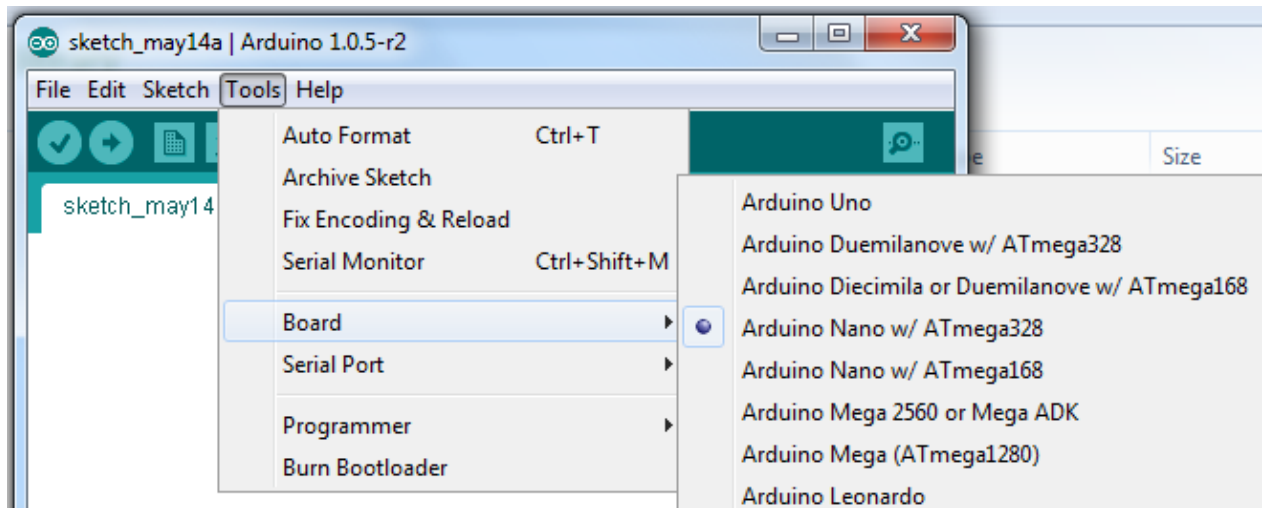 sketch_may14a | Arduino 1.0.5-r2
File Edit Sketch Tools Help
sketch_may14
Auto Format Ctrl+T
Archive Sketch
Fix Encoding & Reload
Serial Monitor Ctrl+Shift+M
Board
Serial Port
Programmer
Burn Bootloader
Size
Arduino Uno
Arduino Duemilanove w/ ATmega328
Arduino Diecimila or Duemilanove w/ ATmega168
Arduino Nano w/ ATmega328
Arduino Nano w/ ATmega168
Arduino Mega 2560 or Mega ADK
Arduino Mega (ATmega1280)
Arduino Leonardo